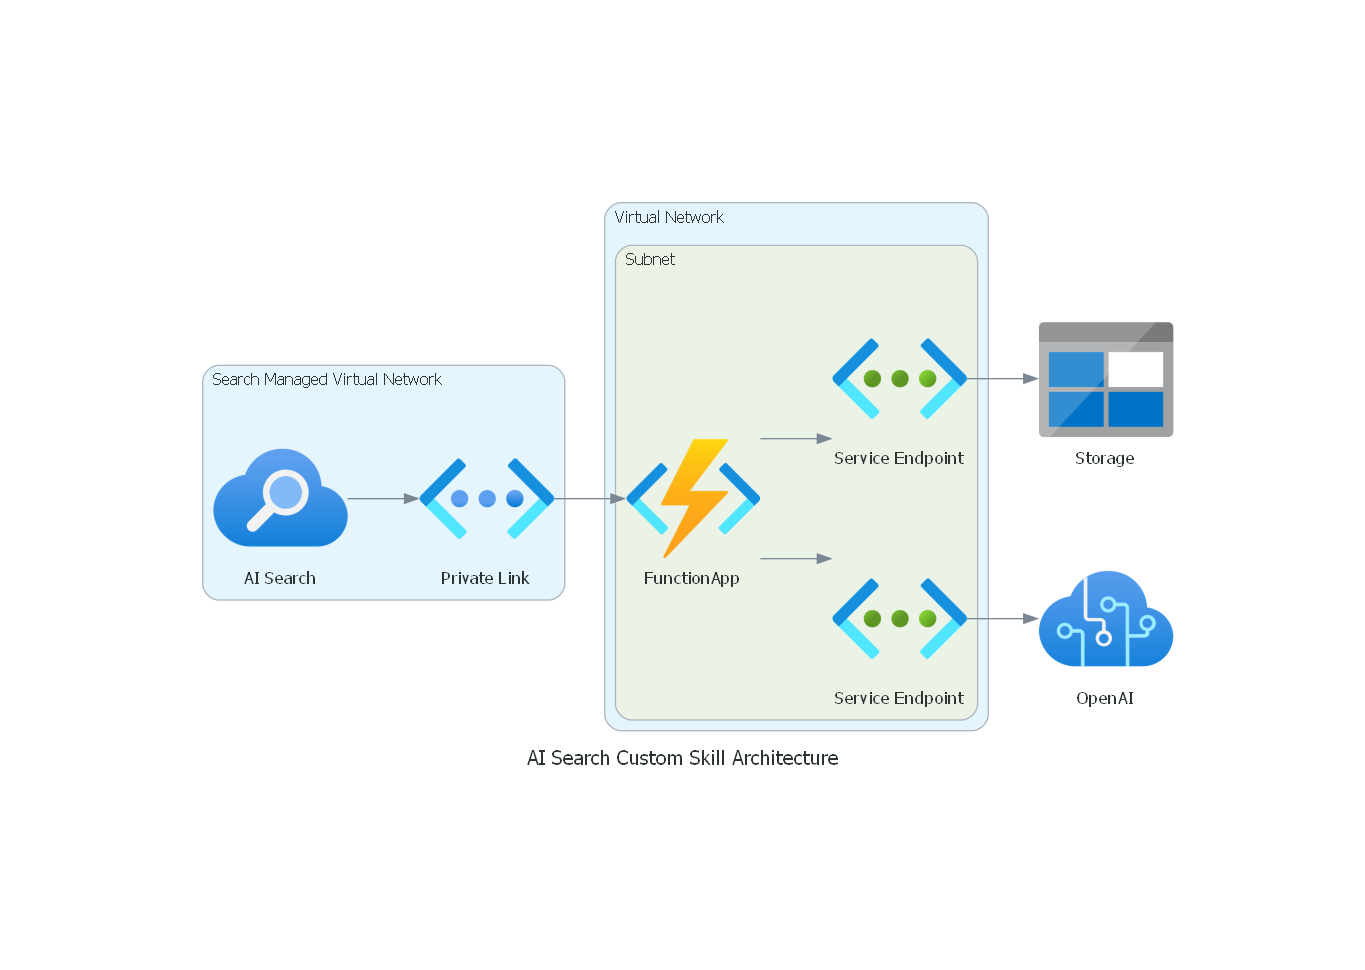 Virtual Network
Subnet
Search Managed Virtual Network
Service Endpoint
Storage
AI Search
Private Link
FunctionApp
Service Endpoint
OpenAI
AI Search Custom Skill Architecture